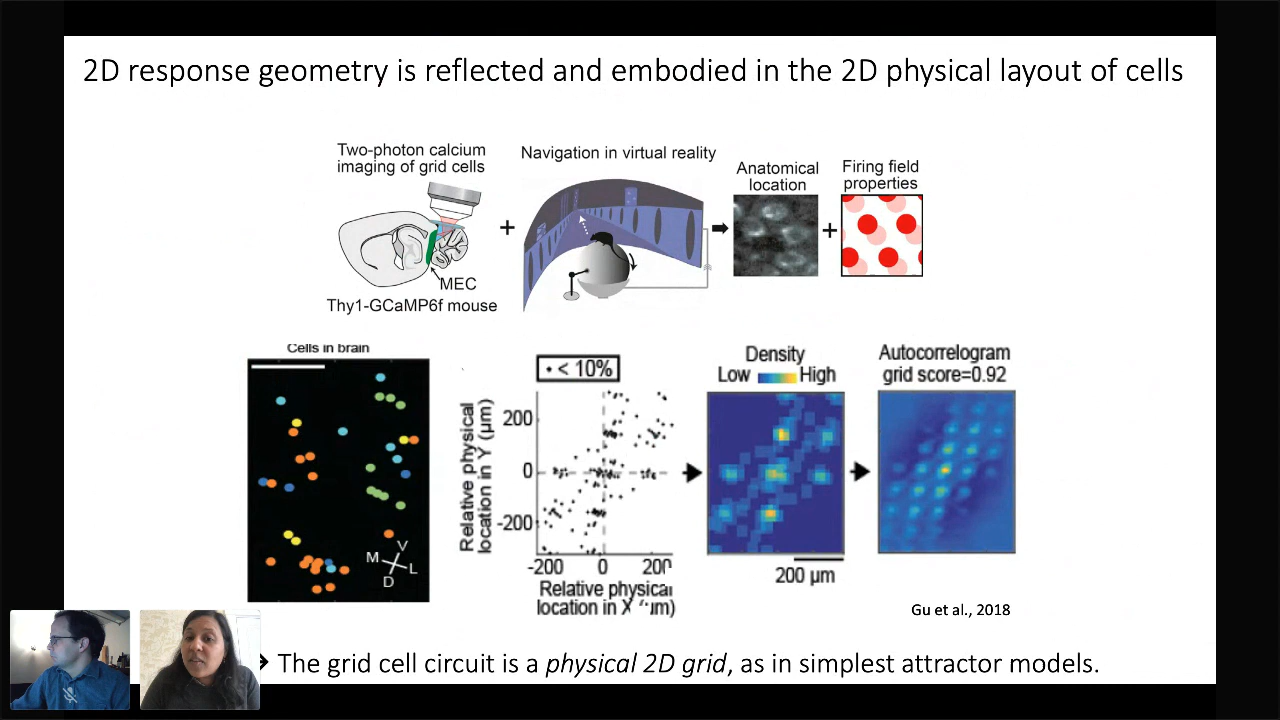 2D response geometry is reflected and embodied in the 2D physical layout of cells
Two-photon calcium
imaging of grid cells
MEC
Thy1-GCaMP6f mouse
+
Navigation in virtual reality
Anatomical
location
+
Firing field
properties
Cells in brain
M V L D
• < 10%
Relative physical
location in Y (μm)
200
0
-200
-200 0 200
Relative physical
location in X (μm)
Density
Low High
200 μm
Autocorrelogram
grid score=0.92
Gu et al., 2018
The grid cell circuit is a physical 2D grid, as in simplest attractor models.